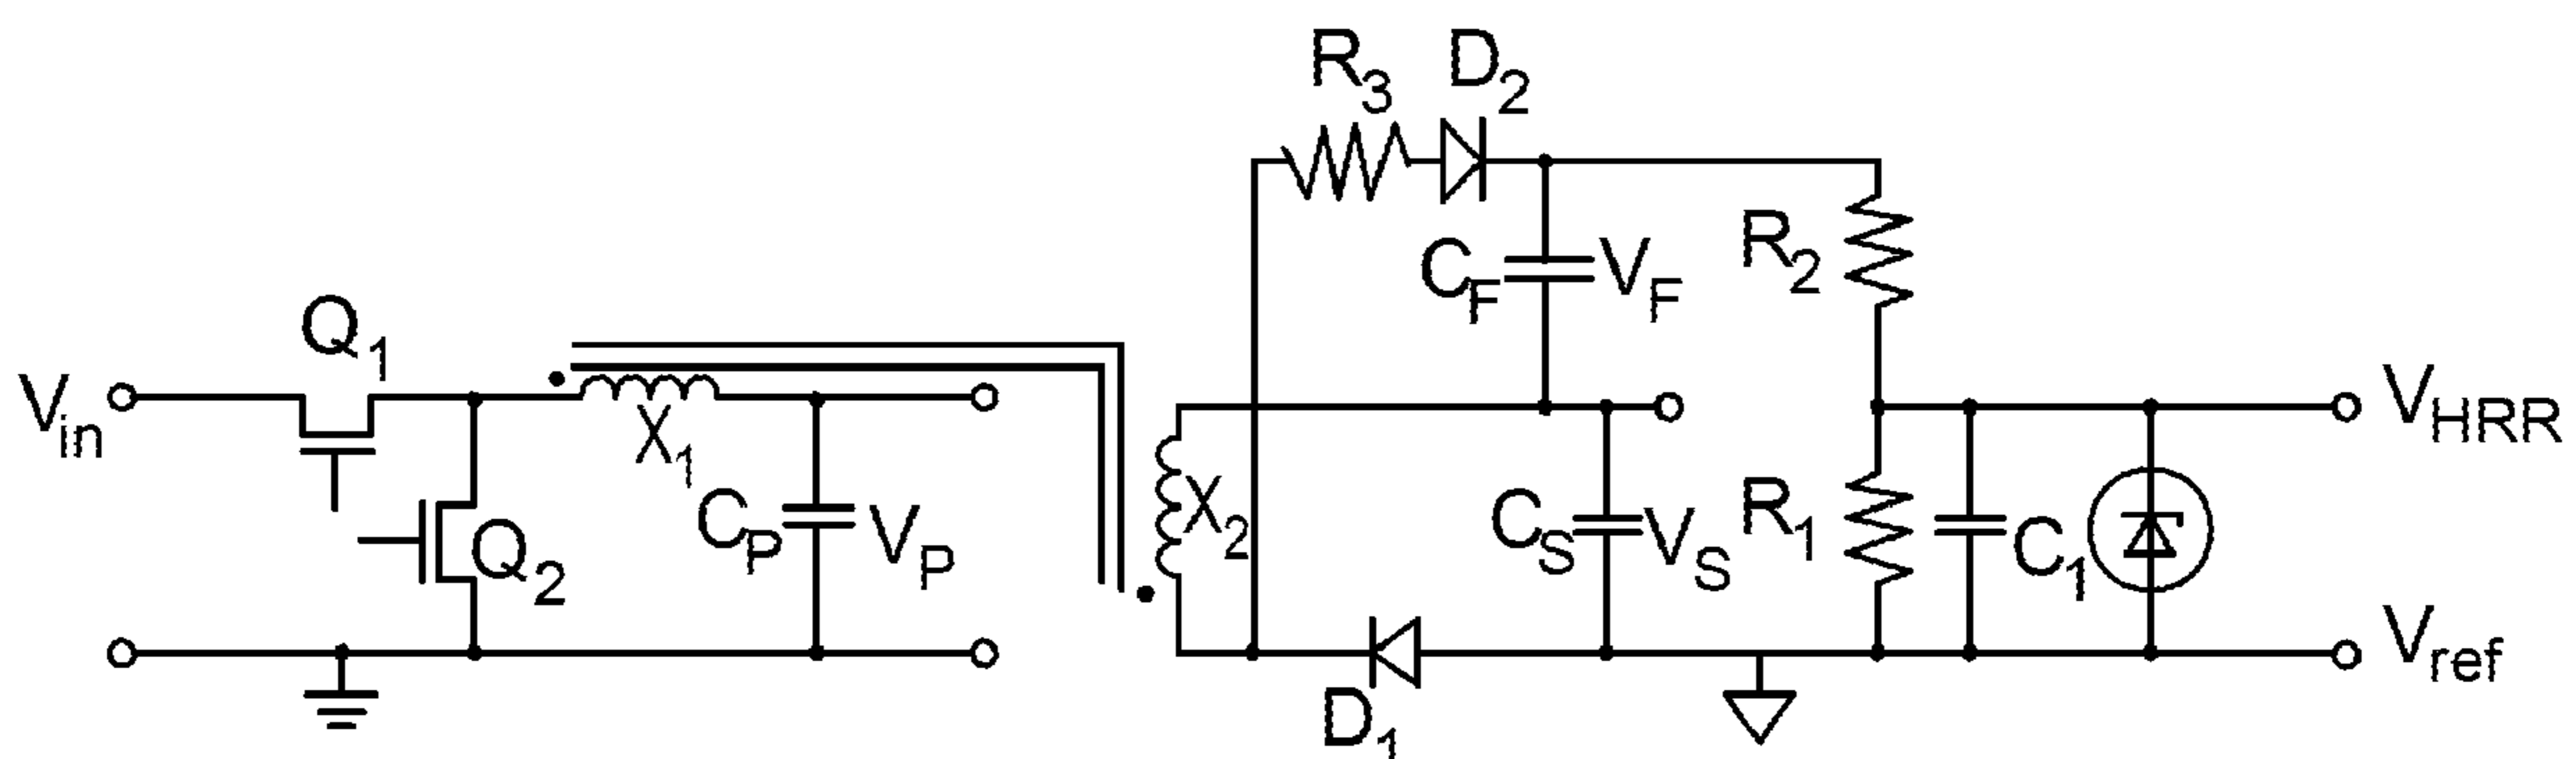 R3 D2
R2
CF VF
Q1
Vin
VHRR
X1
X2
CP VP
Q2
CS VS
R1
C1
Vref
D1